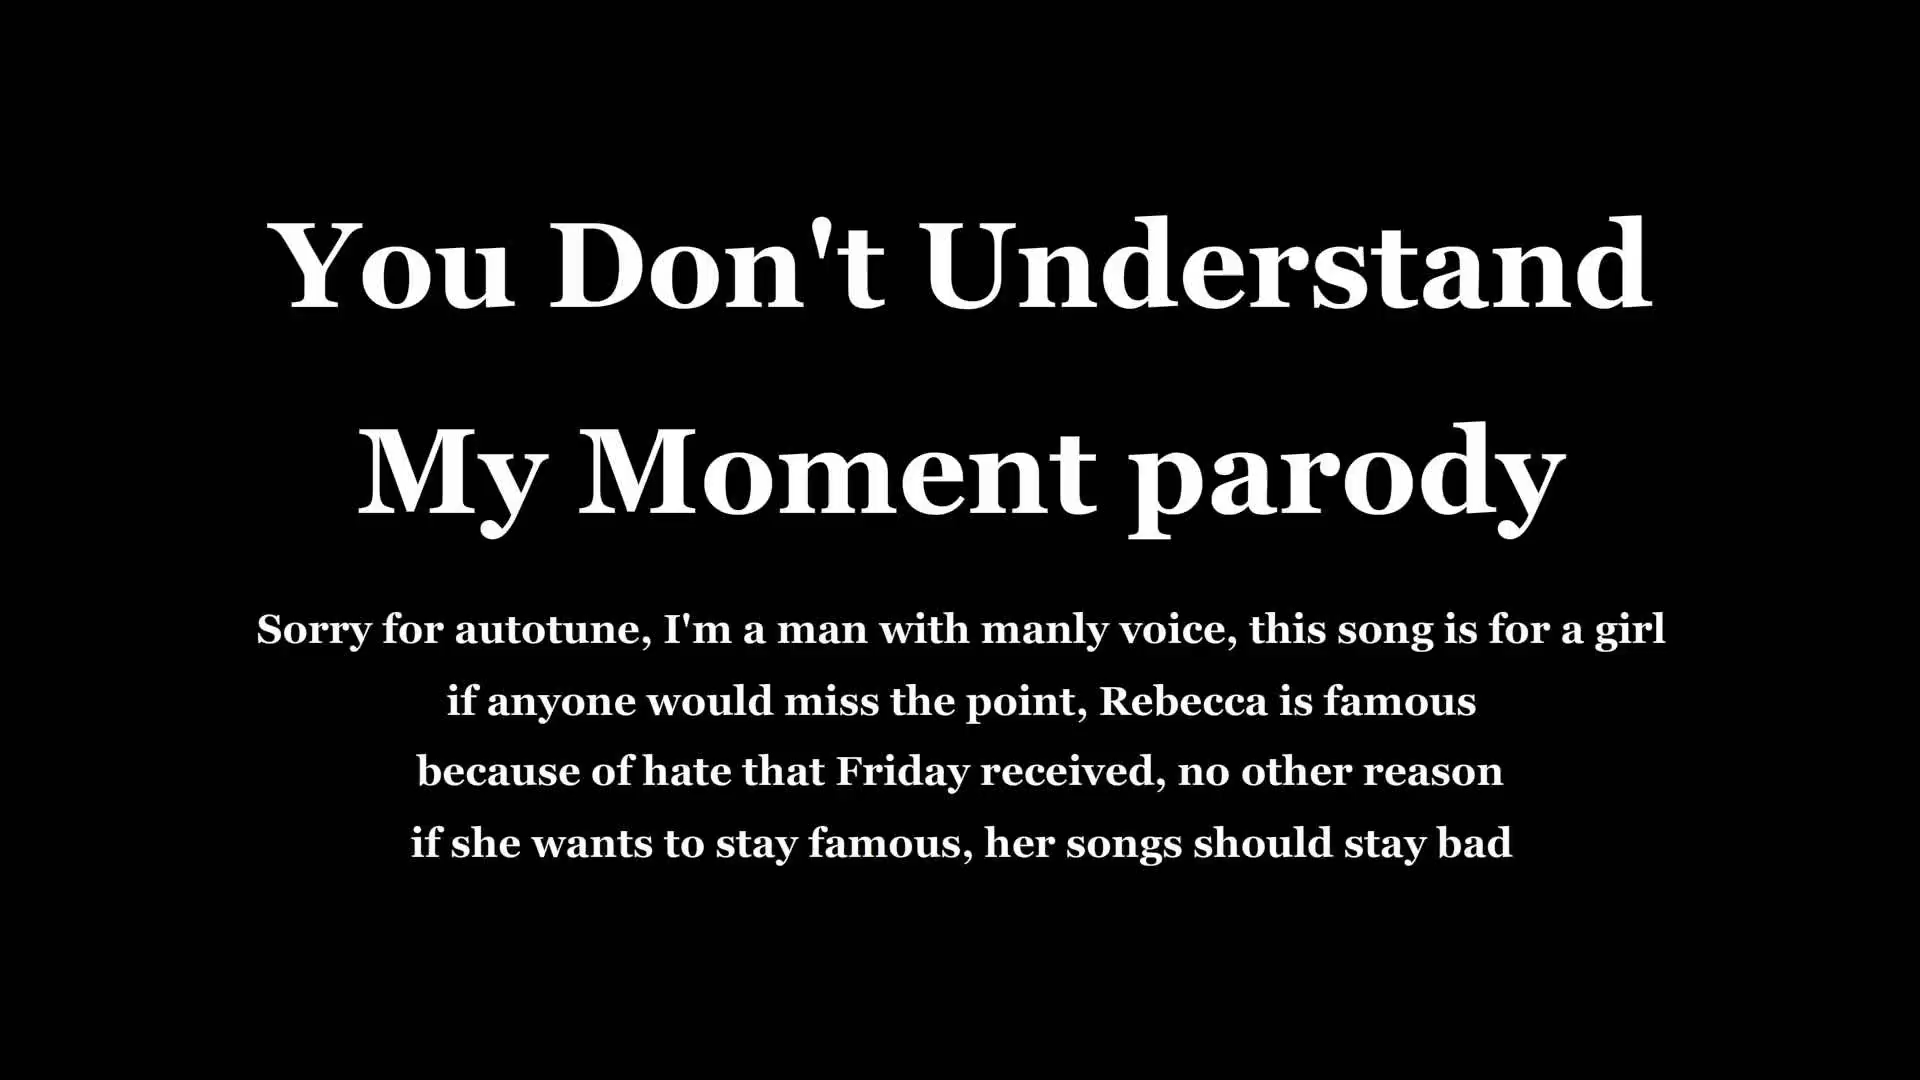 You Don't Understand
My Moment parody
Sorry for autotune, I'm a man with manly voice, this song is for a girl
if anyone would miss the point, Rebecca is famous
because of hate that Friday received, no other reason
if she wants to stay famous, her songs should stay bad